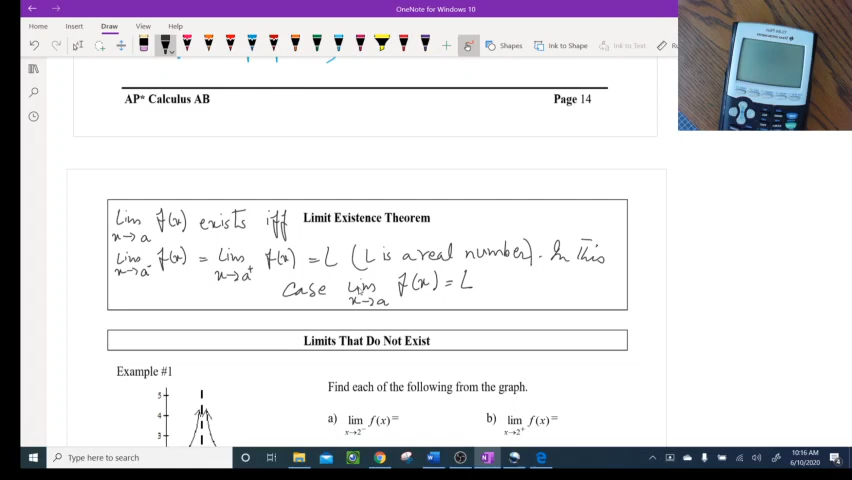 OneNote for Windows 10
Home Insert Draw View Help
Shapes Ink to Shape Ink to Text
AP* Calculus AB Page 14
Limit Existence Theorem
Lim x→a f(x) exists iff
Lim x→a⁻ f(x) = Lim x→a⁺ f(x) = L (L is a real number). In this
case Lim x→a f(x) = L
Limits That Do Not Exist
Example #1
Find each of the following from the graph.
a) lim x→2⁻ f(x)= b) lim x→2⁺ f(x)=
5
4
3
Type here to search
10:16 AM
6/10/2020